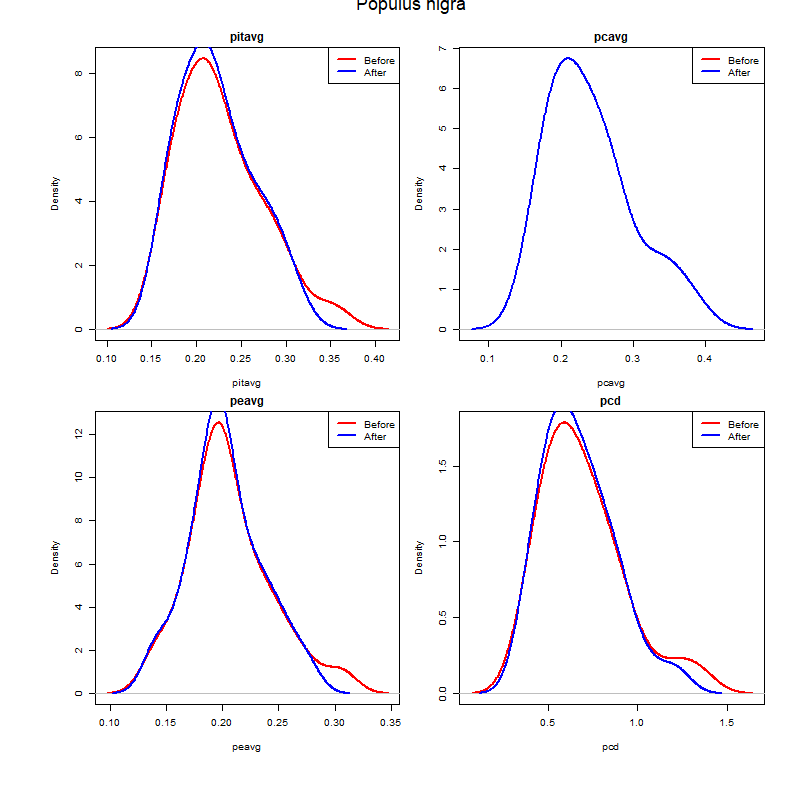 Populus nigra
pitavg
Density
0
2
4
6
8
0.10 0.15 0.20 0.25 0.30 0.35 0.40
pitavg
Before
After
pcavg
Density
0
1
2
3
4
5
6
7
0.1 0.2 0.3 0.4
pcavg
Before
After
peavg
Density
0
2
4
6
8
10
12
0.10 0.15 0.20 0.25 0.30 0.35
peavg
Before
After
pcd
Density
0.0
0.5
1.0
1.5
0.5 1.0 1.5
pcd
Before
After